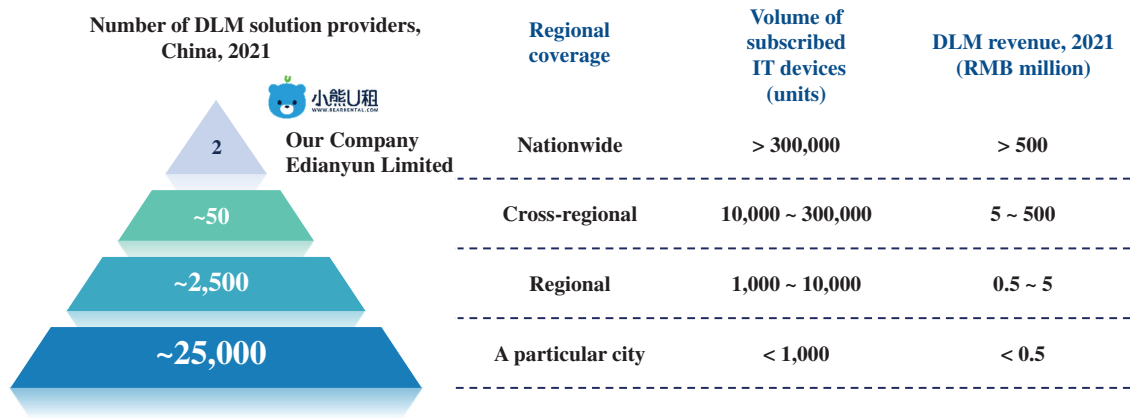 Number of DLM solution providers,
China, 2021
Regional
coverage
Volume of
subscribed
IT devices
(units)
DLM revenue, 2021
(RMB million)
小熊U租
WWW.BEARRENTAL.COM
2
Our Company
Edianyun Limited
Nationwide
> 300,000
> 500
~50
Cross-regional
10,000 ~ 300,000
5 ~ 500
~2,500
Regional
1,000 ~ 10,000
0.5 ~ 5
~25,000
A particular city
< 1,000
< 0.5